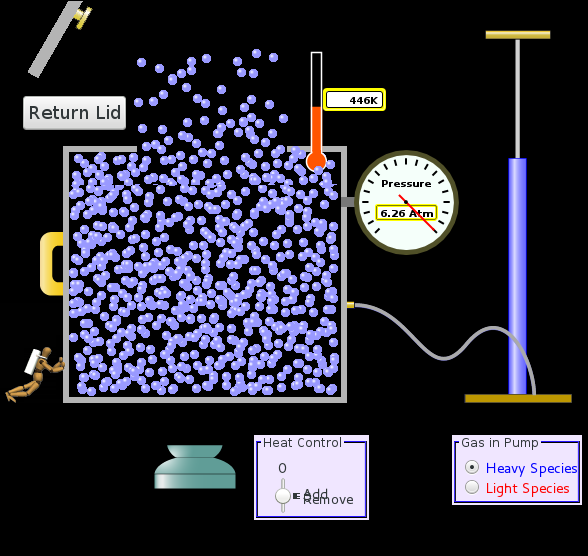 Return Lid
446K
Pressure
6.26 Atm
Heat Control
0
Add
Remove
Gas in Pump
Heavy Species
Light Species